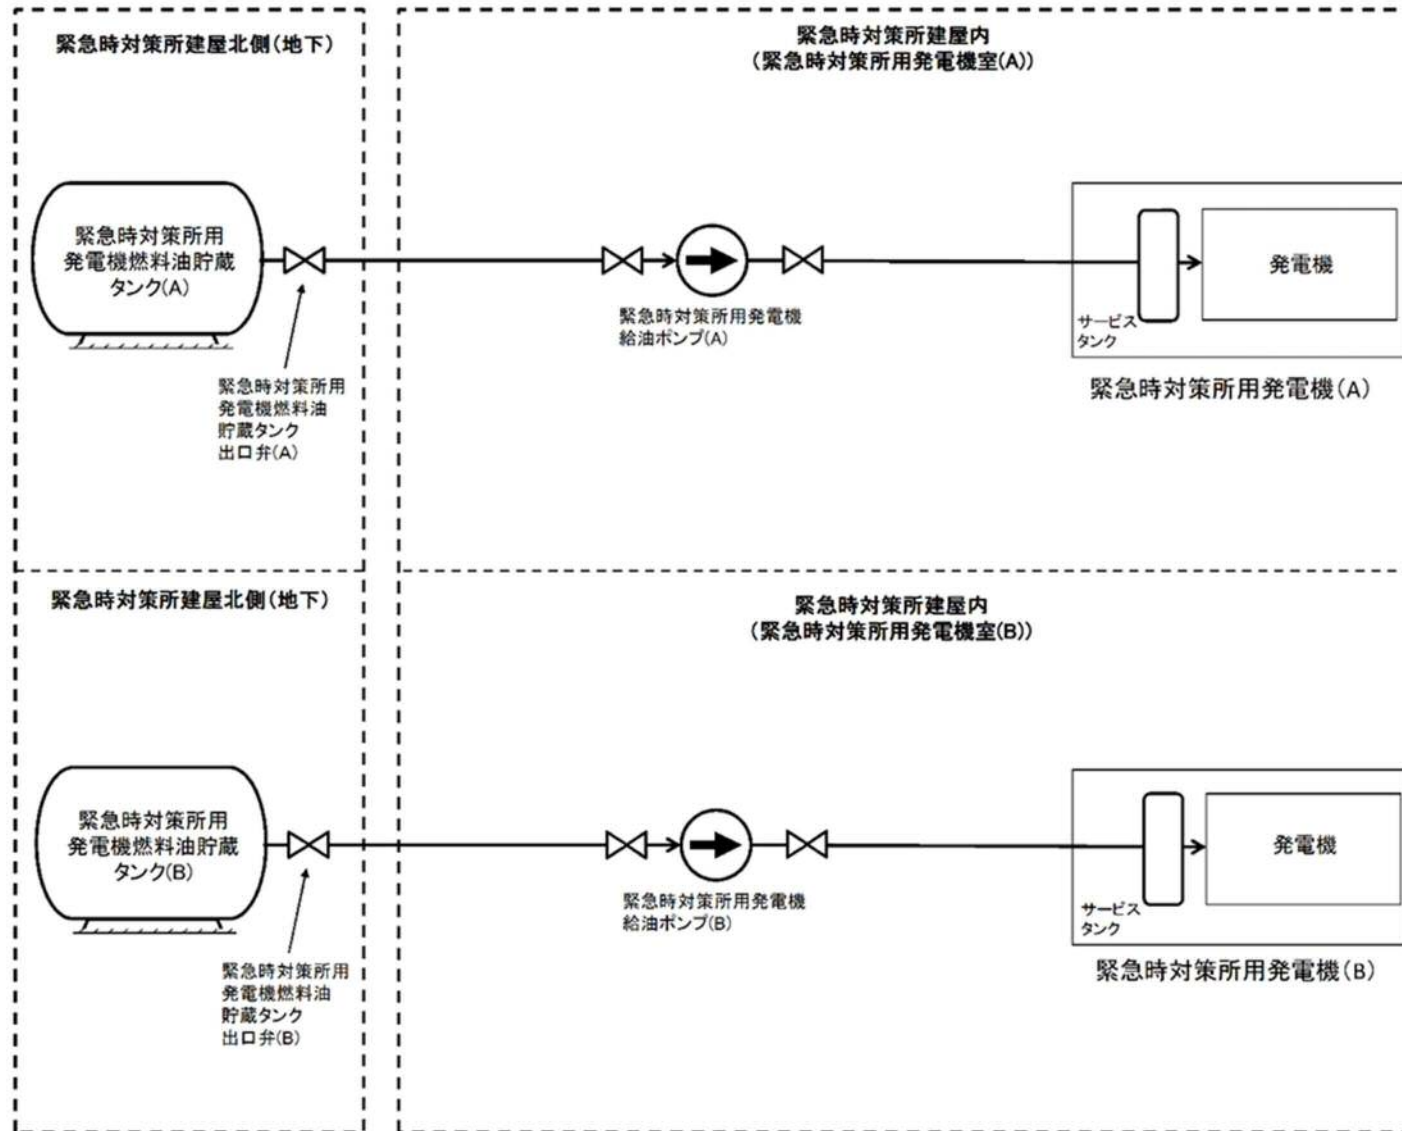 緊急時対策所建屋北側(地下)
緊急時対策所建屋内
(緊急時対策所用発電機室(A))
緊急時対策所用
発電機燃料油貯蔵
タンク(A)
緊急時対策所用
発電機燃料油
貯蔵タンク
出口弁(A)
緊急時対策所用発電機
給油ポンプ(A)
サービス
タンク
発電機
緊急時対策所用発電機(A)
緊急時対策所建屋北側(地下)
緊急時対策所建屋内
(緊急時対策所用発電機室(B))
緊急時対策所用
発電機燃料油貯蔵
タンク(B)
緊急時対策所用
発電機燃料油
貯蔵タンク
出口弁(B)
緊急時対策所用発電機
給油ポンプ(B)
サービス
タンク
発電機
緊急時対策所用発電機(B)